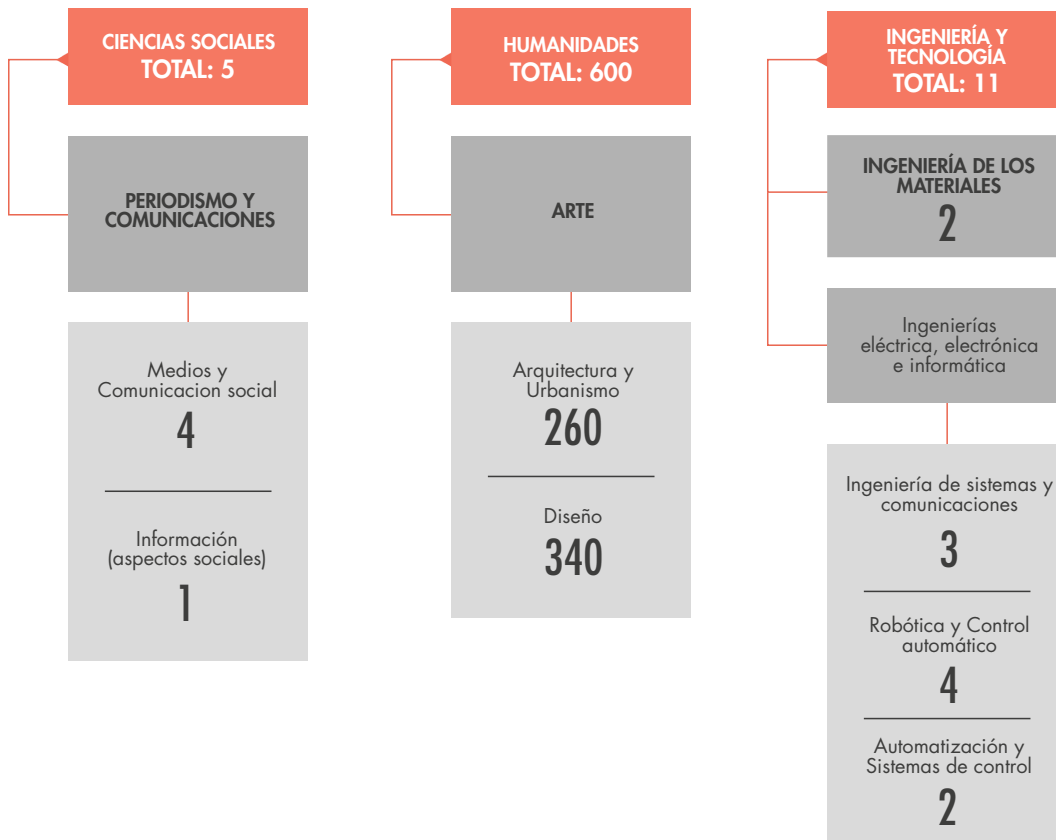 CIENCIAS SOCIALES
TOTAL: 5
PERIODISMO Y
COMUNICACIONES
Medios y
Comunicacion social
4
Información
(aspectos sociales)
1
HUMANIDADES
TOTAL: 600
ARTE
Arquitectura y
Urbanismo
260
Diseño
340
INGENIERÍA Y
TECNOLOGÍA
TOTAL: 11
INGENIERÍA DE LOS
MATERIALES
2
Ingenierías
eléctrica, electrónica
e informática
Ingeniería de sistemas y
comunicaciones
3
Robótica y Control
automático
4
Automatización y
Sistemas de control
2